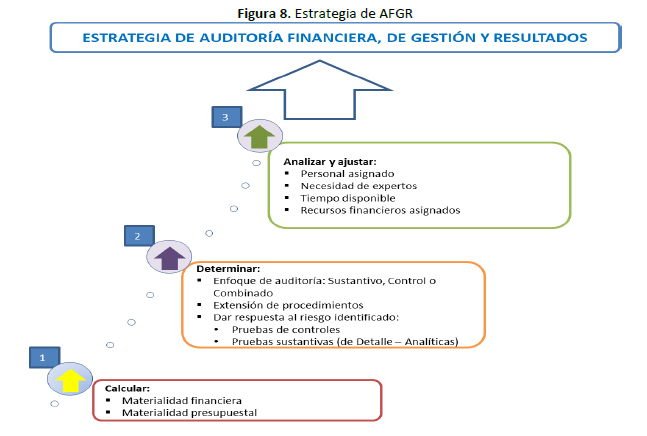 Figura 8. Estrategia de AFGR
ESTRATEGIA DE AUDITORÍA FINANCIERA, DE GESTIÓN Y RESULTADOS
3
Analizar y ajustar:
▪ Personal asignado
▪ Necesidad de expertos
▪ Tiempo disponible
▪ Recursos financieros asignados
2
Determinar:
▪ Enfoque de auditoría: Sustantivo, Control o
Combinado
▪ Extensión de procedimientos
▪ Dar respuesta al riesgo identificado:
• Pruebas de controles
• Pruebas sustantivas (de Detalle – Analíticas)
1
Calcular:
▪ Materialidad financiera
▪ Materialidad presupuestal